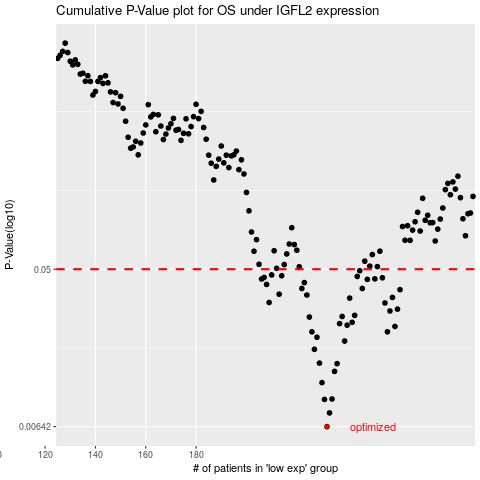 Cumulative P-Value plot for OS under IGFL2 expression
P-Value(log10)
0.05
0.00642
optimized
0 120 140 160 180
# of patients in 'low exp' group